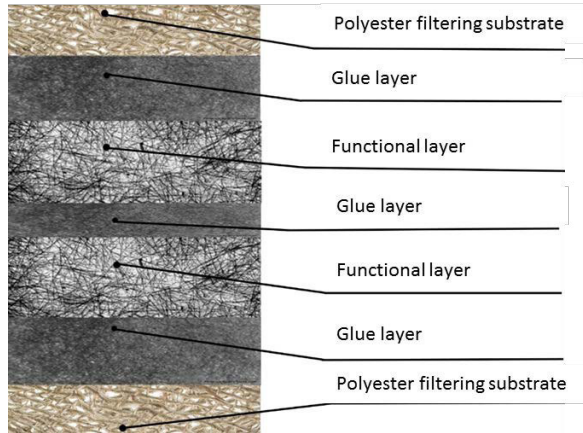 Polyester filtering substrate
Glue layer
Functional layer
Glue layer
Functional layer
Glue layer
Polyester filtering substrate